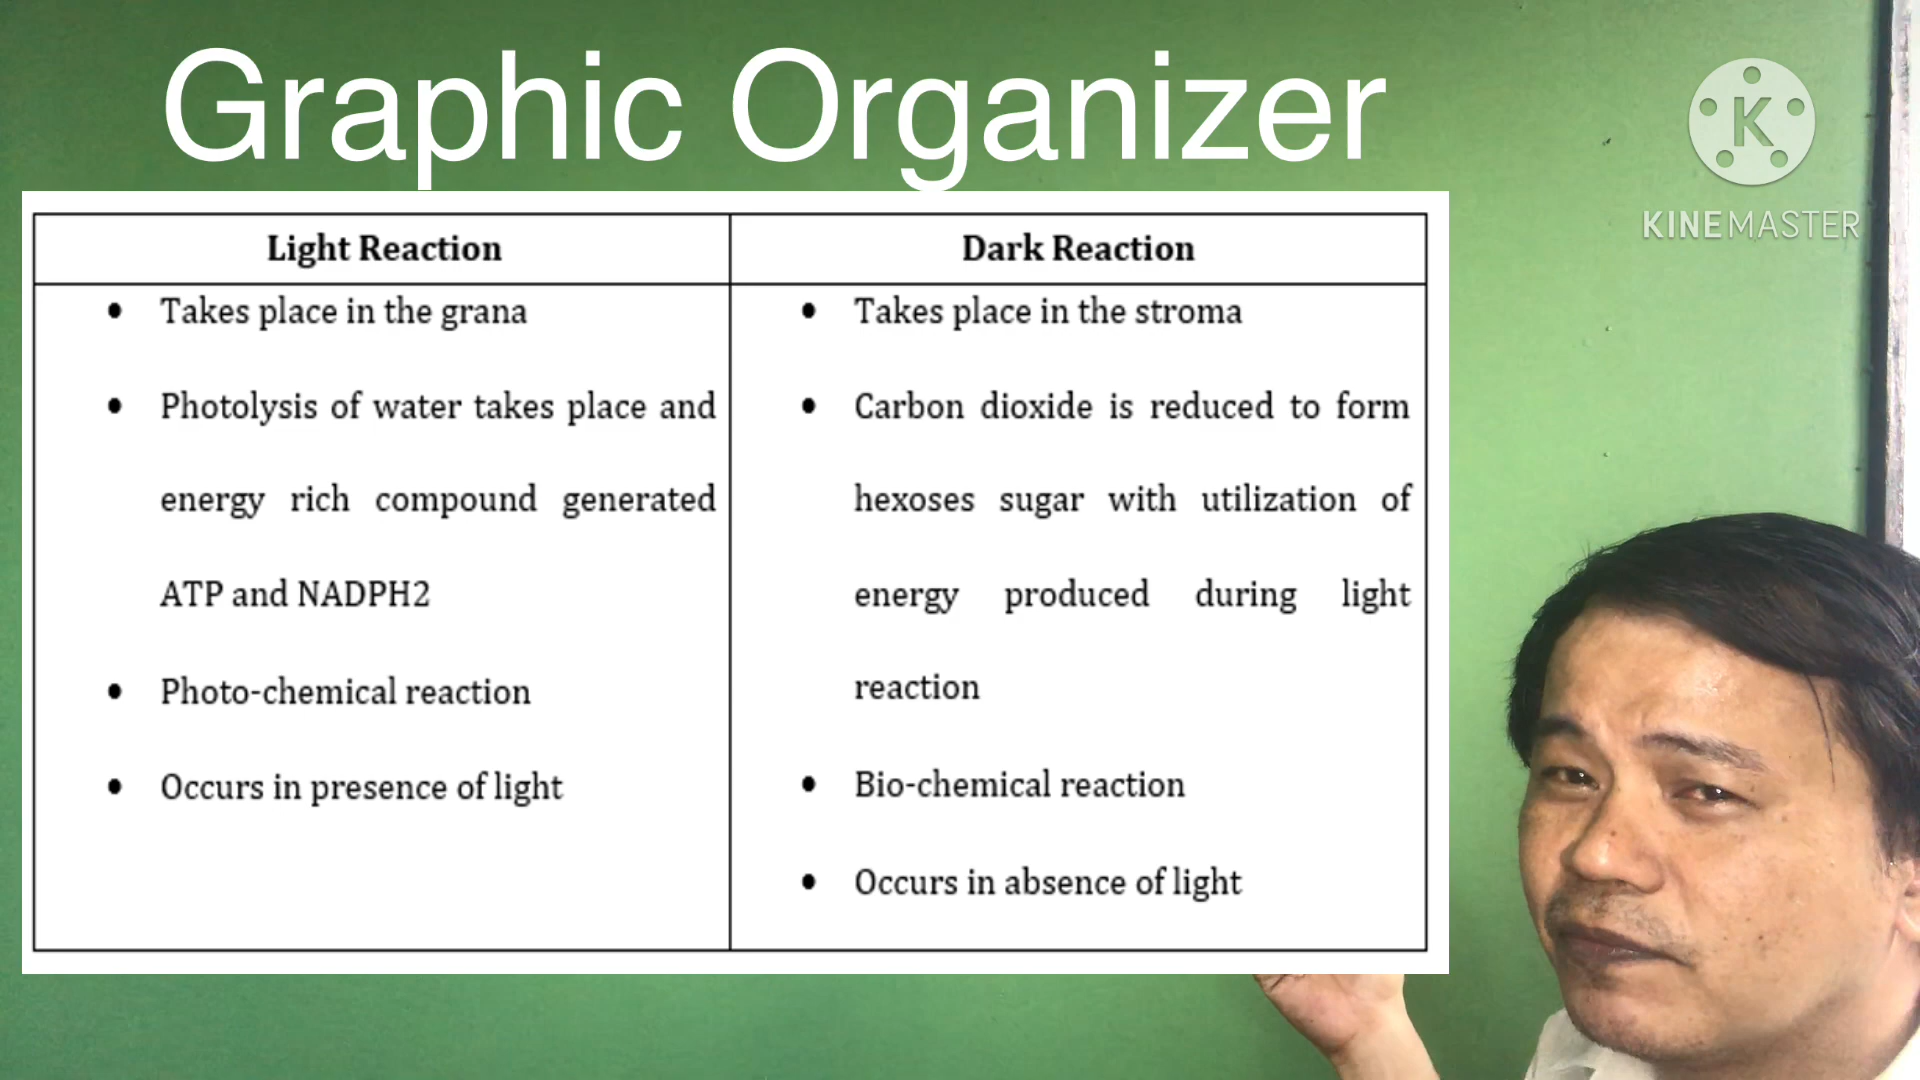 Graphic Organizer
K
KINEMASTER
Light Reaction
Dark Reaction
• Takes place in the grana
• Photolysis of water takes place and
energy rich compound generated
ATP and NADPH2
• Photo-chemical reaction
• Occurs in presence of light
• Takes place in the stroma
• Carbon dioxide is reduced to form
hexoses sugar with utilization of
energy produced during light
reaction
• Bio-chemical reaction
• Occurs in absence of light